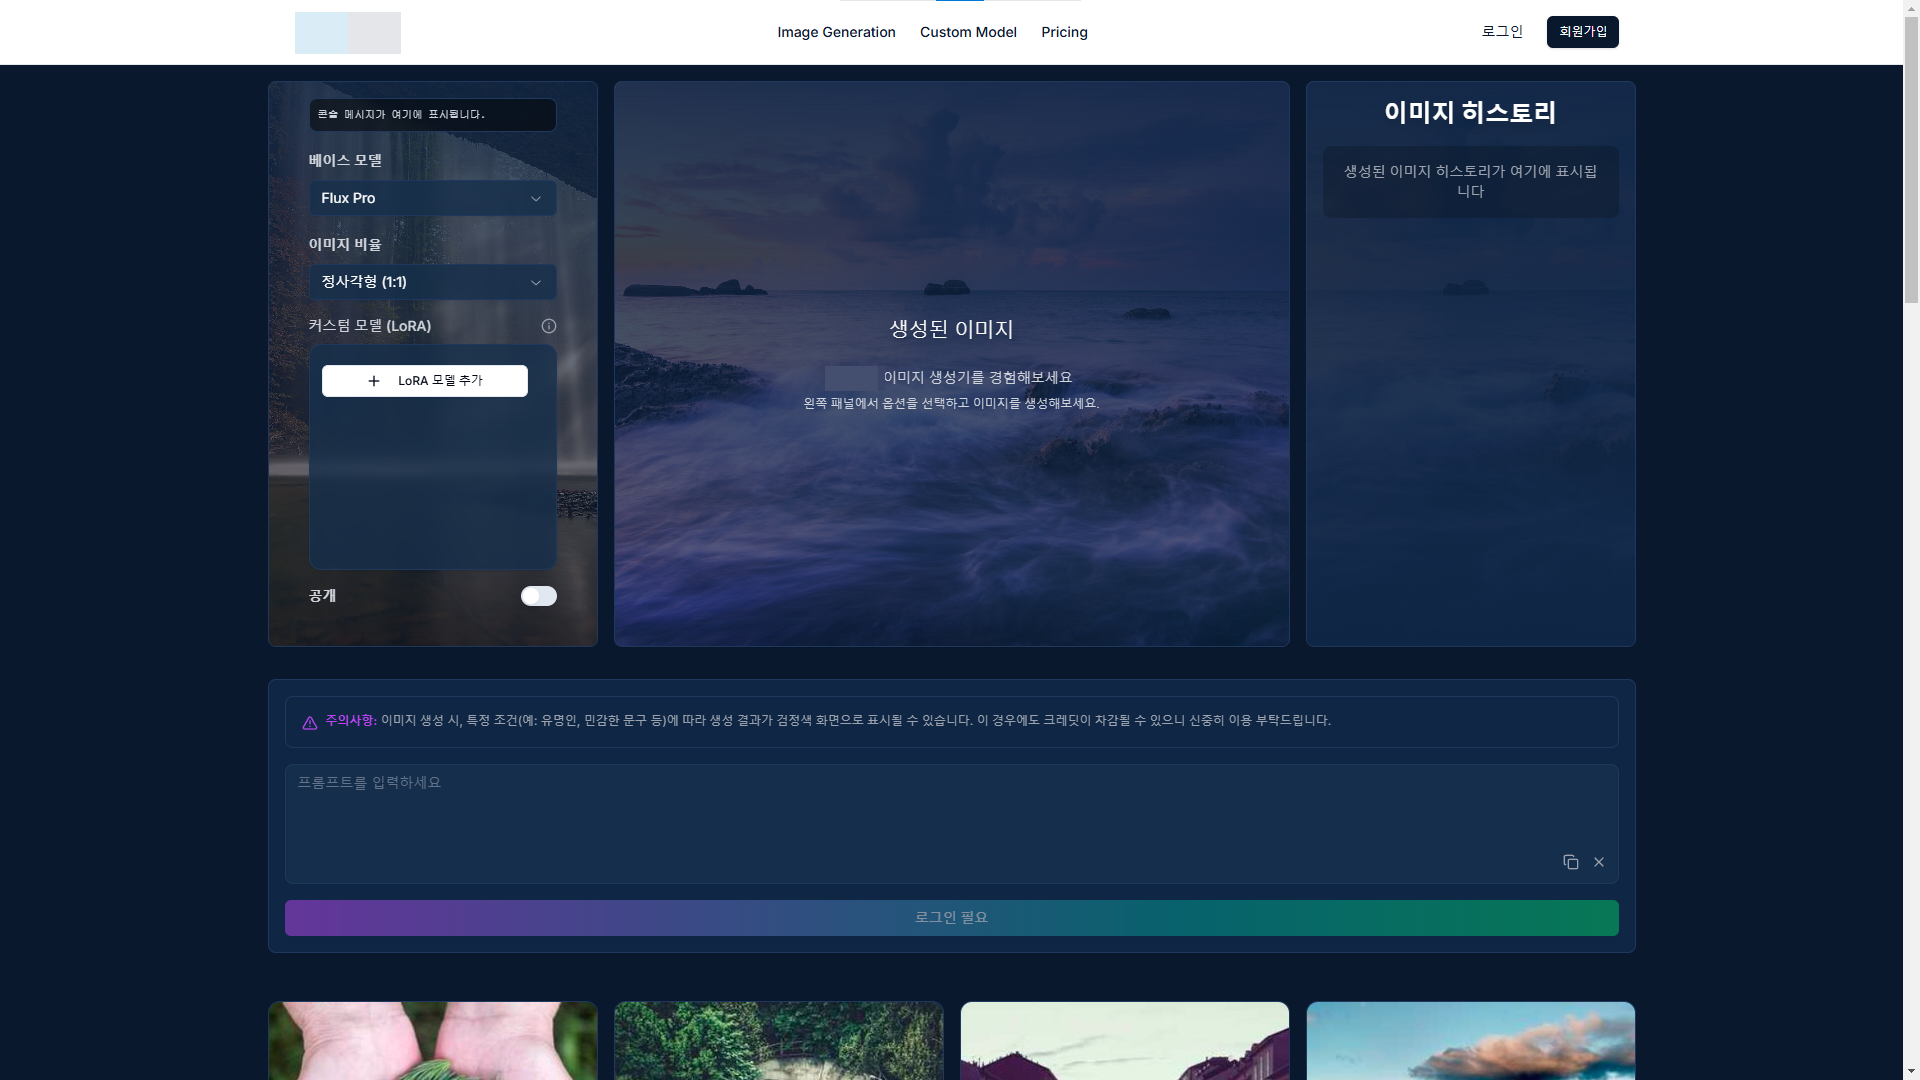 Image Generation
Custom Model
Pricing
로그인
회원가입
콘솔 메시지가 여기에 표시됩니다.
베이스 모델
Flux Pro
이미지 비율
정사각형 (1:1)
커스텀 모델 (LoRA)
LoRA 모델 추가
공개
생성된 이미지
이미지 생성기를 경험해보세요
왼쪽 패널에서 옵션을 선택하고 이미지를 생성해보세요.
이미지 히스토리
생성된 이미지 히스토리가 여기에 표시됩
니다
주의사항: 이미지 생성 시, 특정 조건(예: 유명인, 민감한 문구 등)에 따라 생성 결과가 검정색 화면으로 표시될 수 있습니다. 이 경우에도 크레딧이 차감될 수 있으니 신중히 이용 부탁드립니다.
프롬프트를 입력하세요
로그인 필요